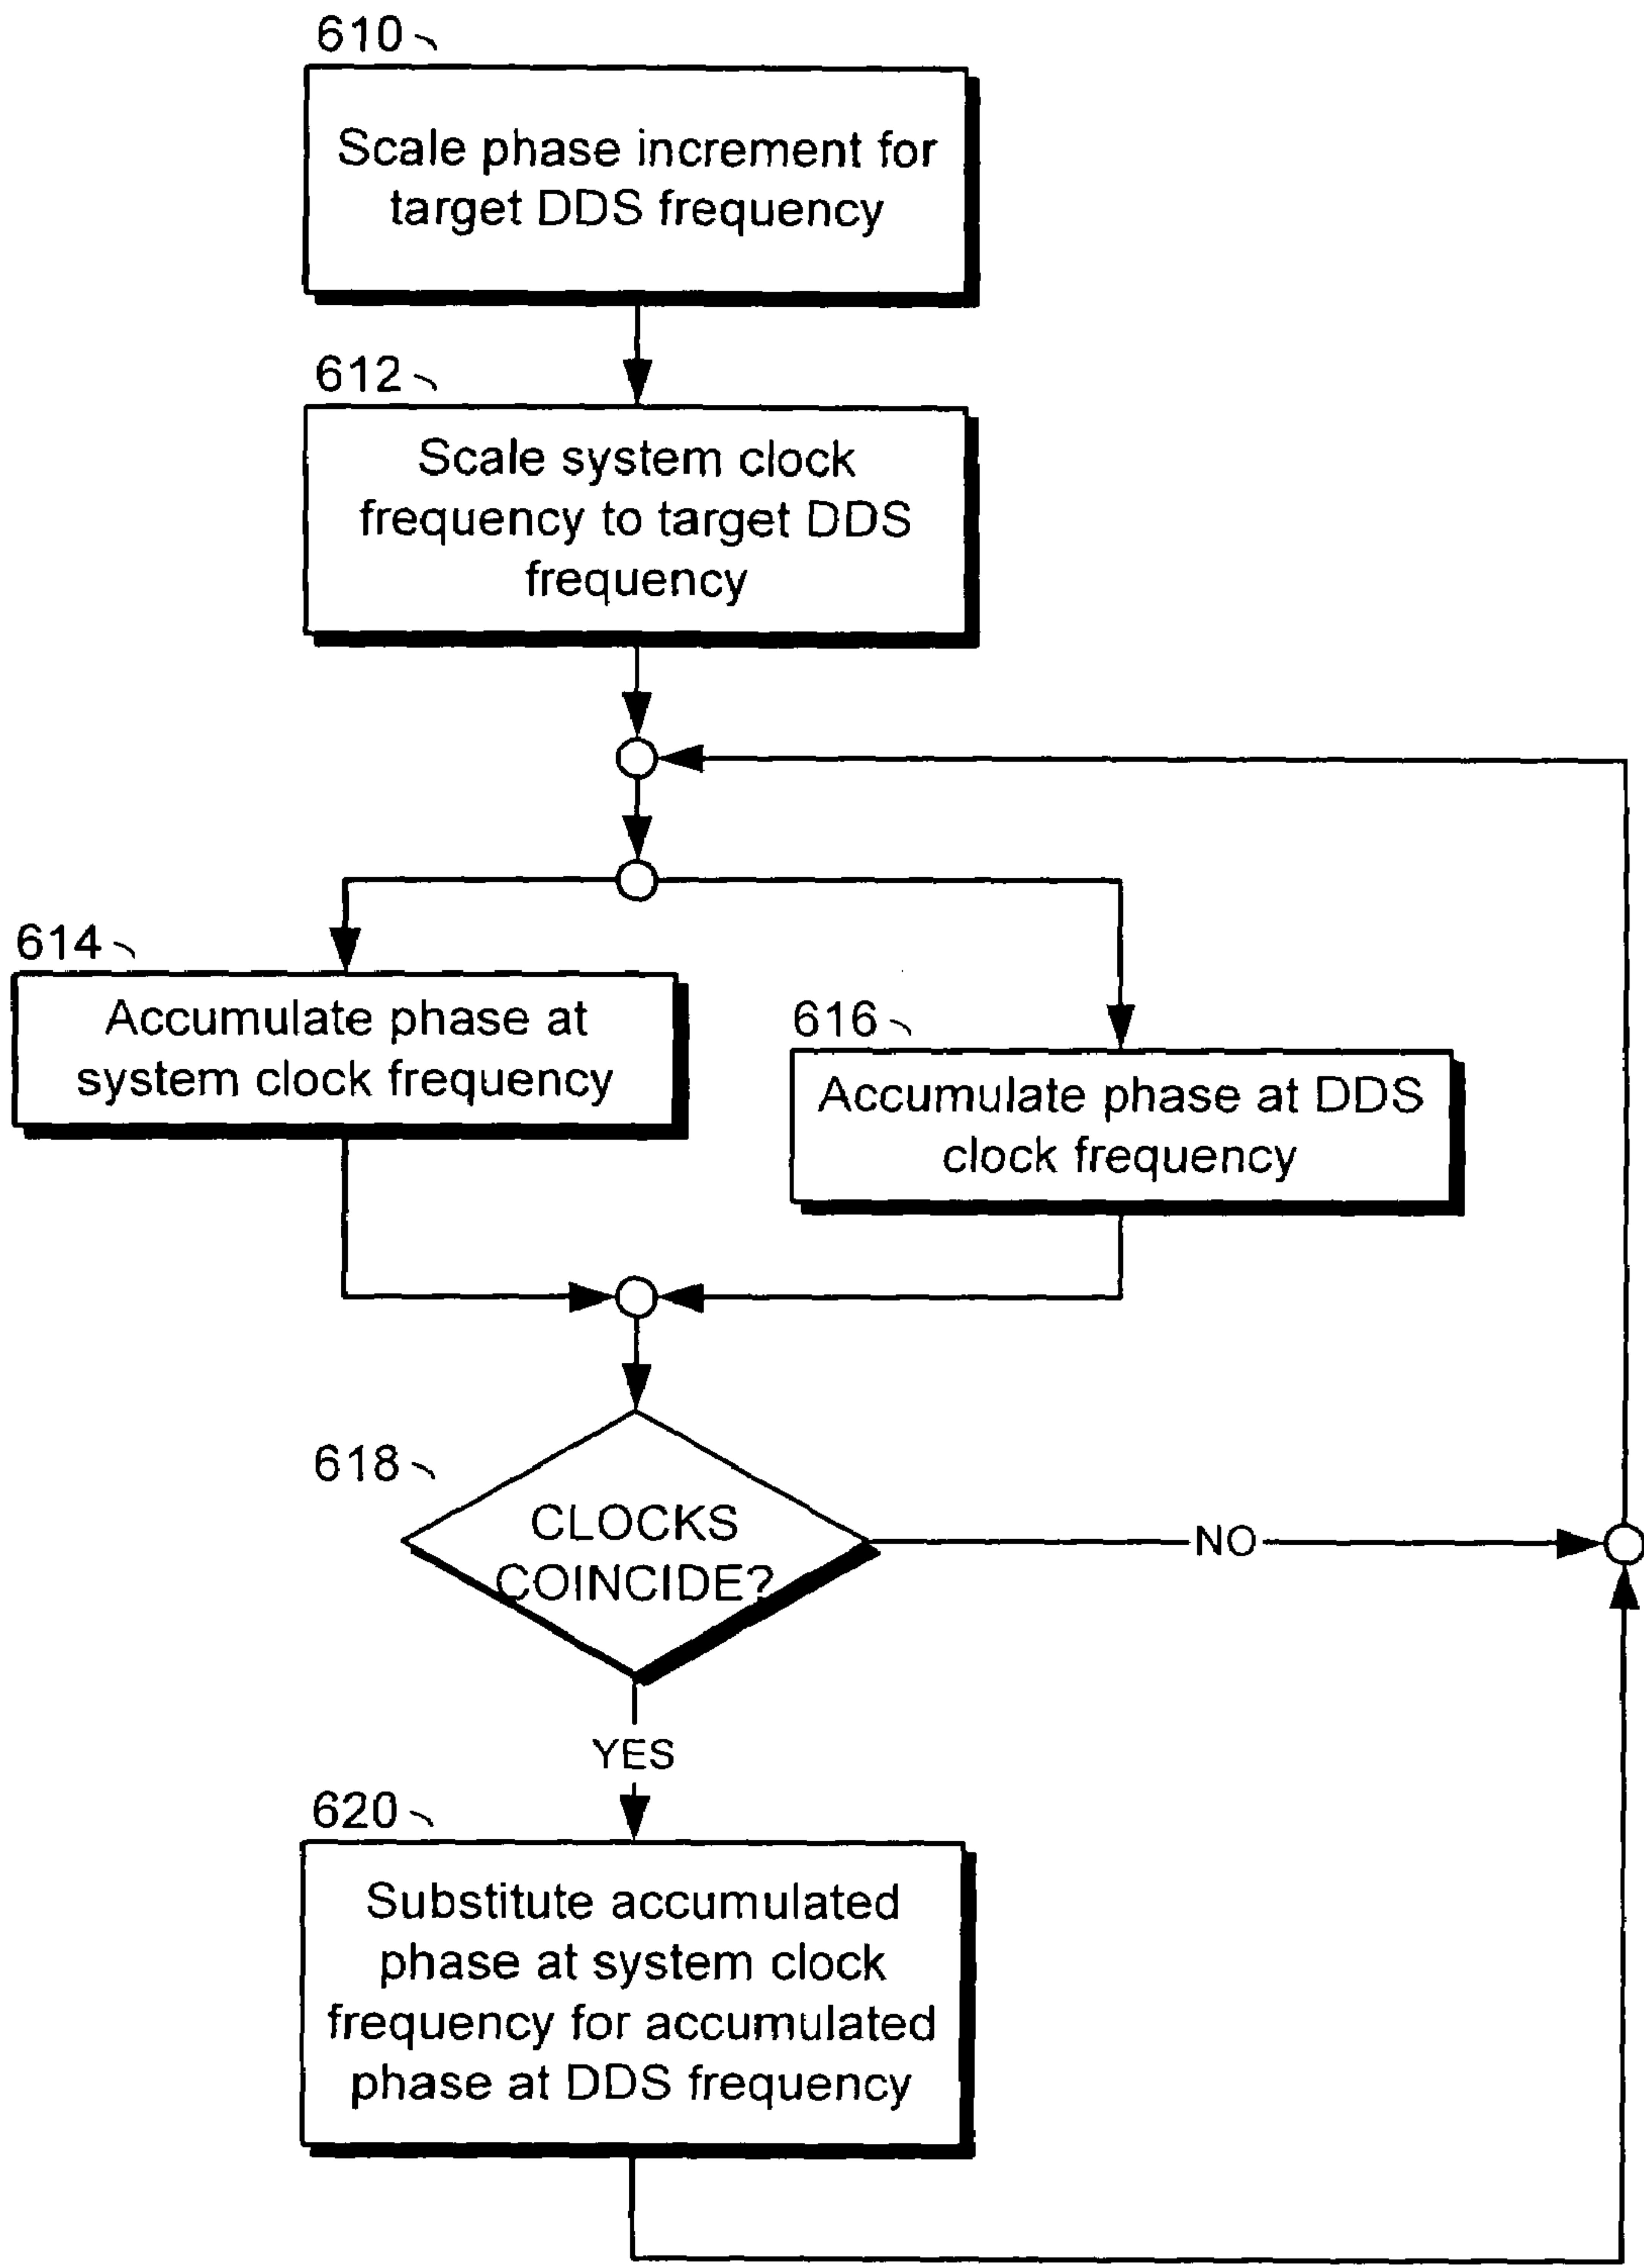 610
Scale phase increment for
target DDS frequency
612
Scale system clock
frequency to target DDS
frequency
614
Accumulate phase at
system clock frequency
616
Accumulate phase at DDS
clock frequency
618
CLOCKS
COINCIDE?
NO
YES
620
Substitute accumulated
phase at system clock
frequency for accumulated
phase at DDS frequency